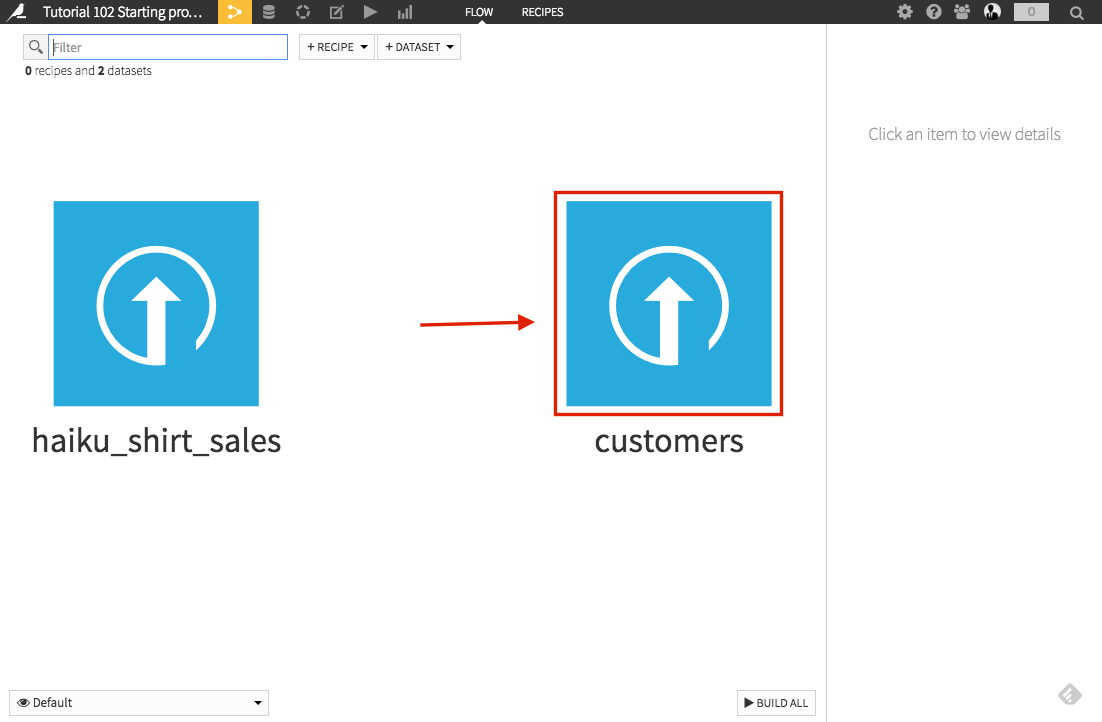 Tutorial 102 Starting pro... FLOW RECIPES 0
Filter + RECIPE + DATASET
0 recipes and 2 datasets
Click an item to view details
haiku_shirt_sales customers
Default BUILD ALL